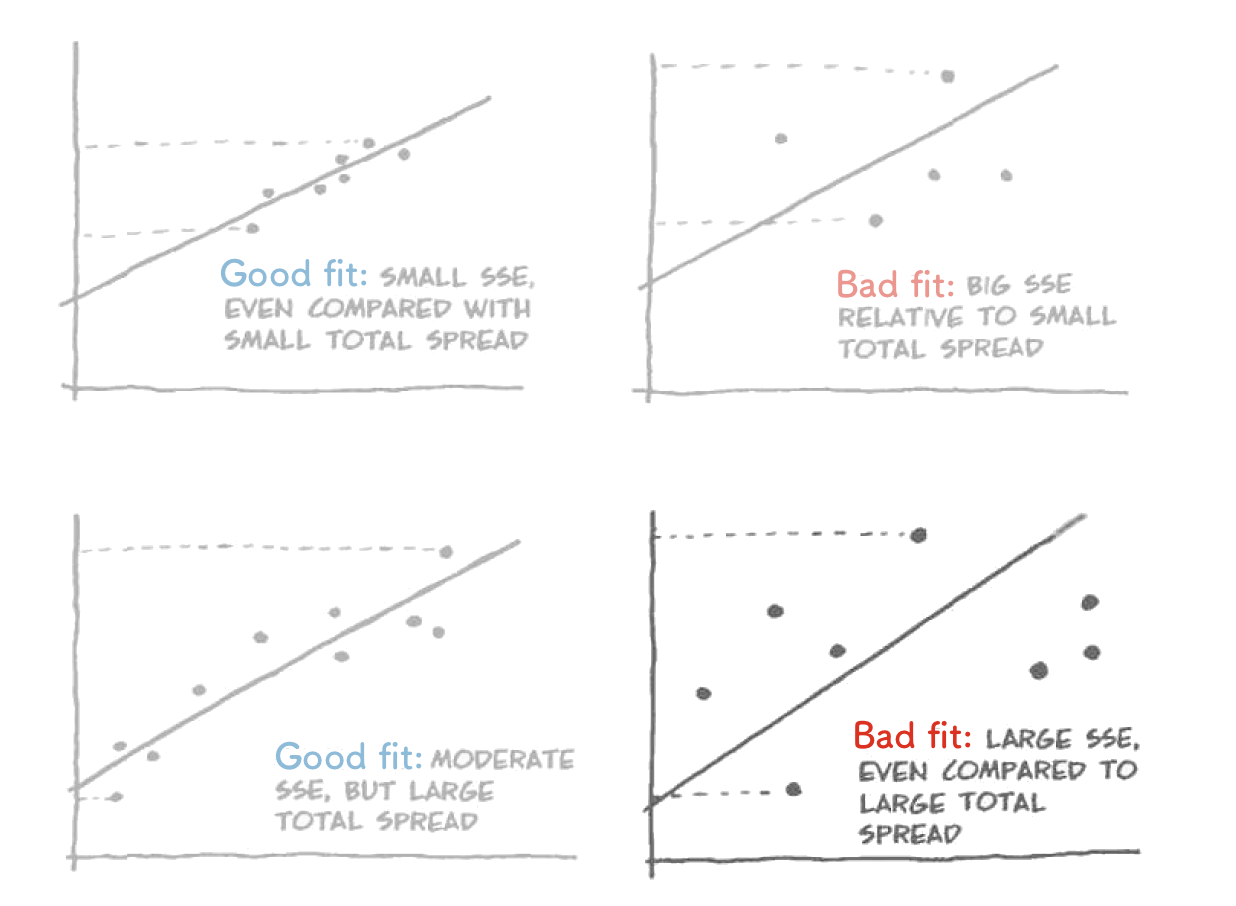 Good fit: SMALL SSE,
EVEN COMPARED WITH
SMALL TOTAL SPREAD
Bad fit: BIG SSE
RELATIVE TO SMALL
TOTAL SPREAD
Good fit: MODERATE
SSE, BUT LARGE
TOTAL SPREAD
Bad fit: LARGE SSE,
EVEN COMPARED TO
LARGE TOTAL
SPREAD